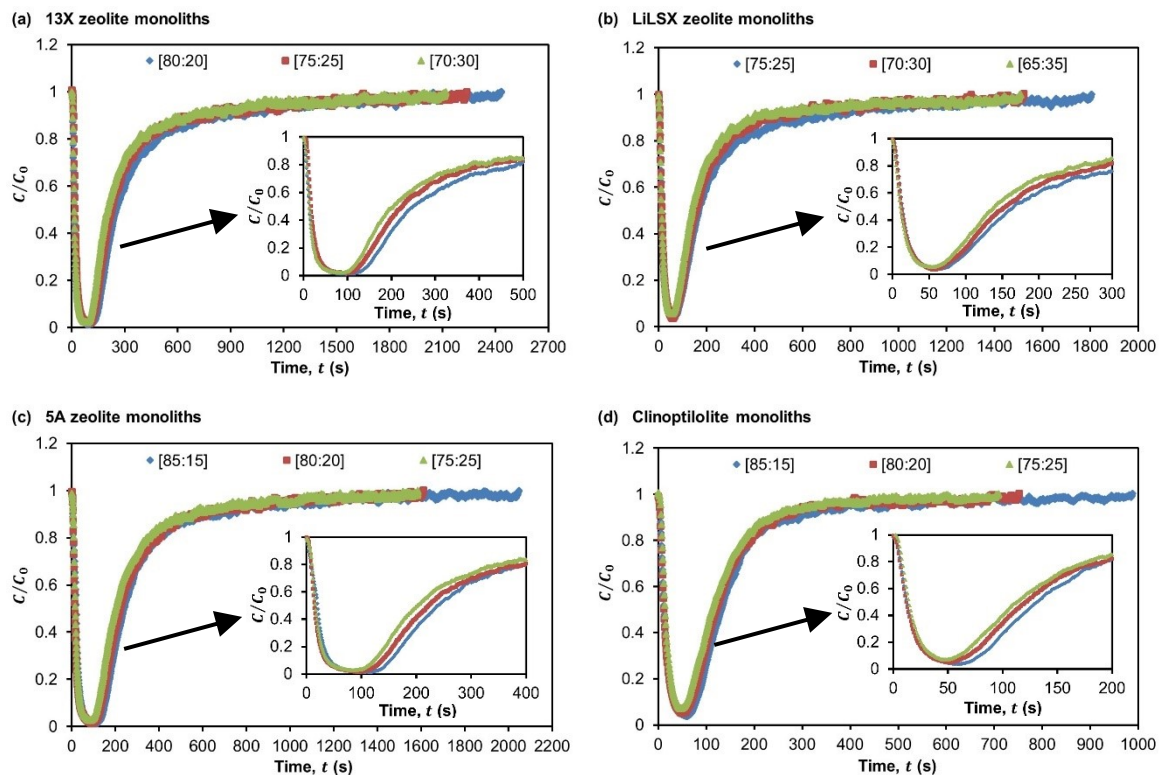 (a) 13X zeolite monoliths
1.2
1
0.8
0.6
0.4
0.2
0
C/C0
[80:20] [75:25] [70:30]
1
0.8
0.6
0.4
0.2
0
C/C0
0 100 200 300 400 500
Time, t (s)
0 300 600 900 1200 1500 1800 2100 2400 2700
Time, t (s)
(b) LiLSX zeolite monoliths
1.2
1
0.8
0.6
0.4
0.2
0
C/C0
[75:25] [70:30] [65:35]
1
0.8
0.6
0.4
0.2
0
C/C0
0 50 100 150 200 250 300
Time, t (s)
0 200 400 600 800 1000 1200 1400 1600 1800 2000
Time, t (s)
(c) 5A zeolite monoliths
1.2
1
0.8
0.6
0.4
0.2
0
C/C0
[85:15] [80:20] [75:25]
1
0.8
0.6
0.4
0.2
0
C/C0
0 100 200 300 400
Time, t (s)
0 200 400 600 800 1000 1200 1400 1600 1800 2000 2200
Time, t (s)
(d) Clinoptilolite monoliths
1.2
1
0.8
0.6
0.4
0.2
0
C/C0
[85:15] [80:20] [75:25]
1
0.8
0.6
0.4
0.2
0
C/C0
0 50 100 150 200
Time, t (s)
0 100 200 300 400 500 600 700 800 900 1000
Time, t (s)